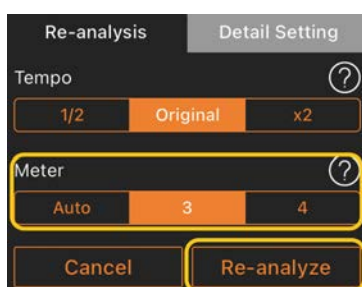 Re-analysis Detail Setting
Tempo ?
1/2 Original x2
Meter ?
Auto 3 4
Cancel Re-analyze